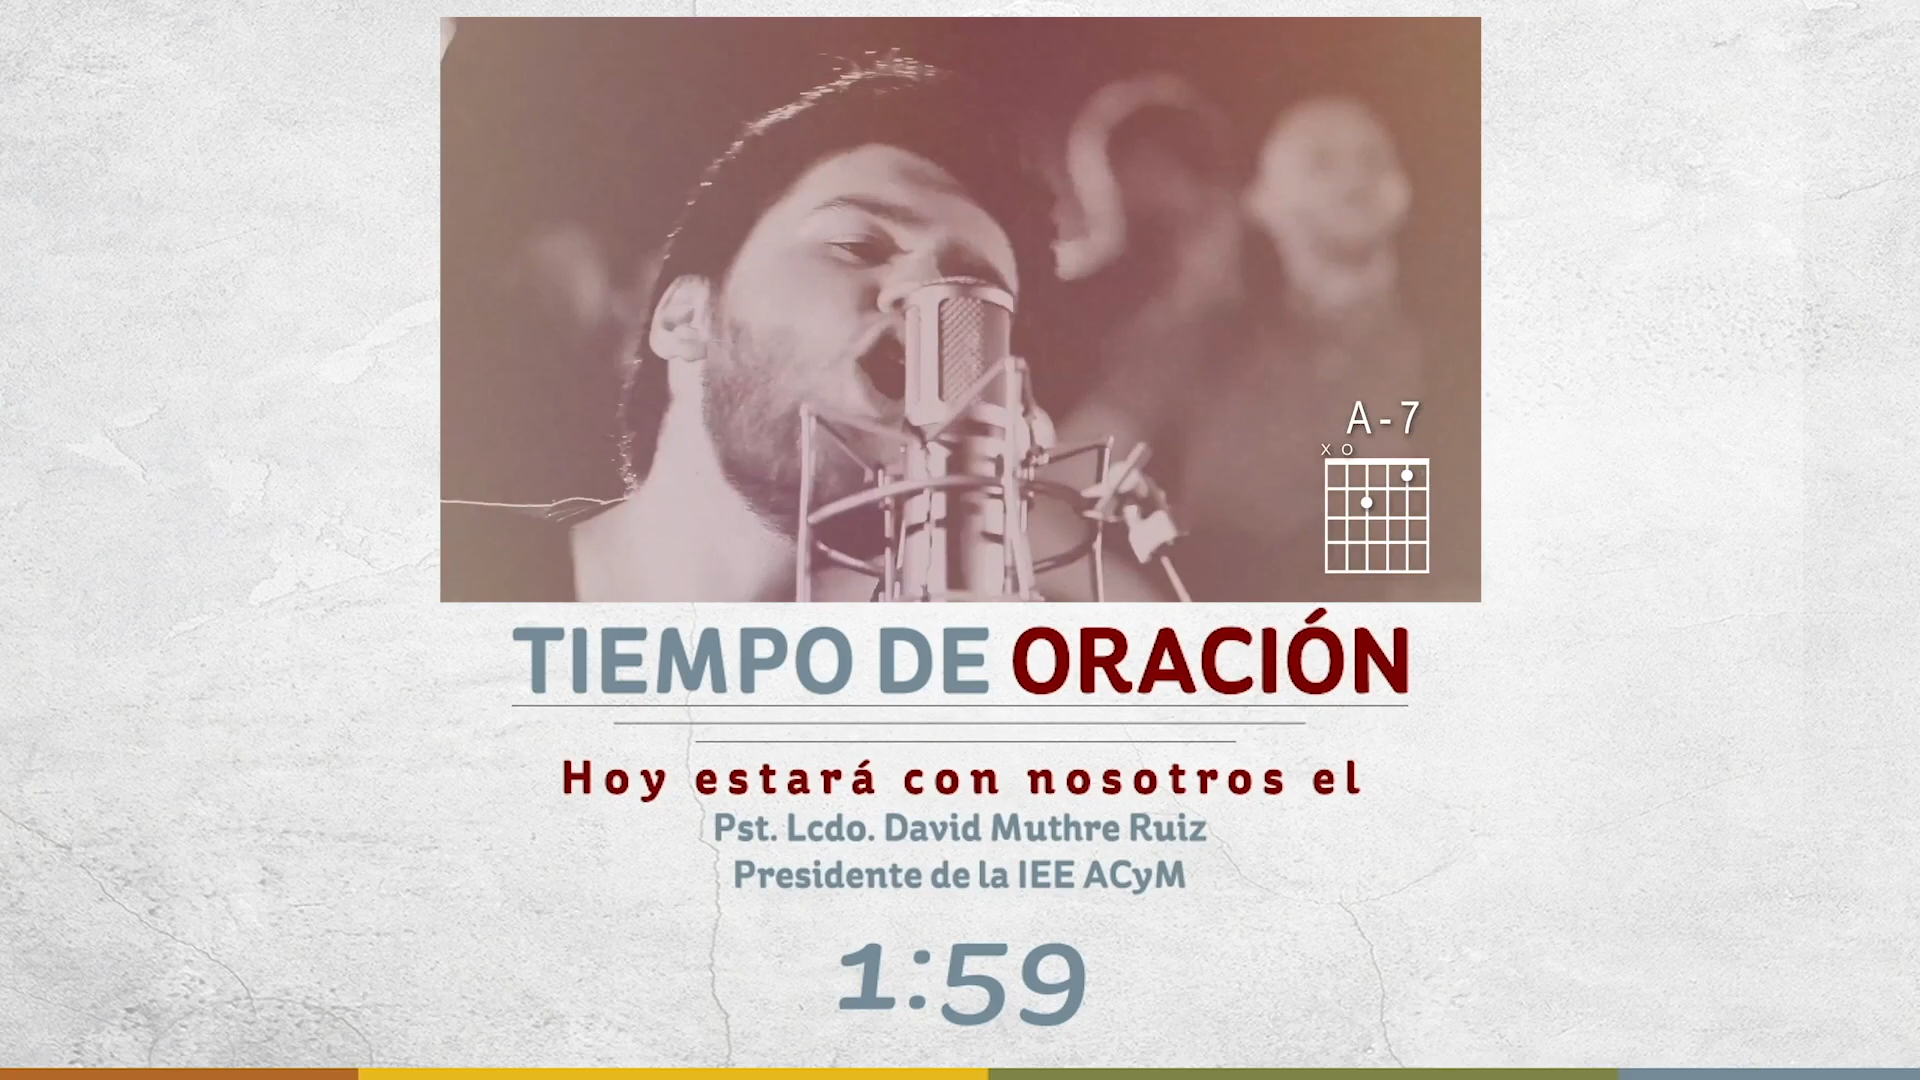 A-7
X O
TIEMPO DE ORACIÓN
Hoy estará con nosotros el
Pst. Lcdo. David Muthre Ruiz
Presidente de la IEE ACyM
1:59